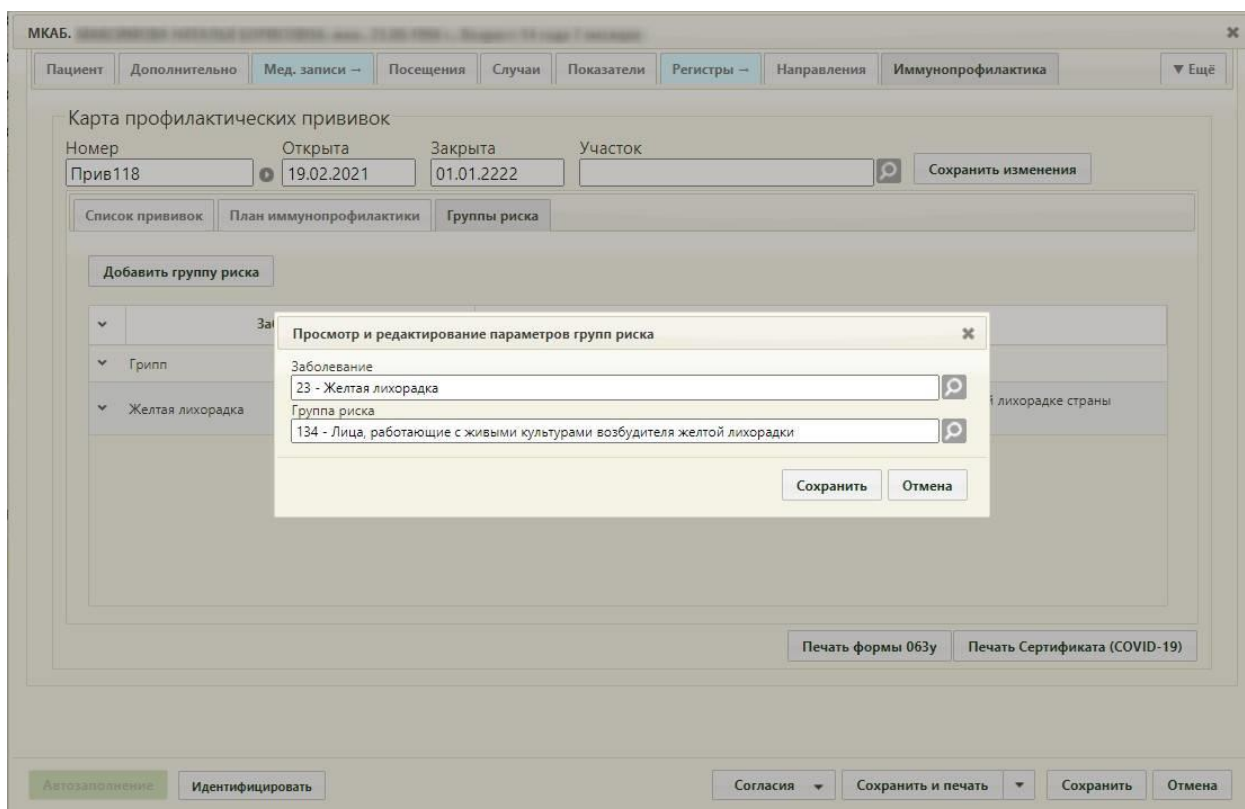 МКАБ.
Пациент Дополнительно Мед. записи → Посещения Случаи Показатели Регистры → Направления Иммунопрофилактика ▼ Ещё
Карта профилактических прививок
Номер Открыта Закрыта Участок
Прив118 19.02.2021 01.01.2222 Сохранить изменения
Список прививок План иммунопрофилактики Группы риска
Добавить группу риска
Просмотр и редактирование параметров групп риска
Грипп
Заболевание
23 - Желтая лихорадка
Желтая лихорадка лихорадке страны
Группа риска
134 - Лица, работающие с живыми культурами возбудителя желтой лихорадки
Сохранить Отмена
Печать формы 063у Печать Сертификата (COVID-19)
Автозаполнение Идентифицировать Согласия Сохранить и печать Сохранить Отмена